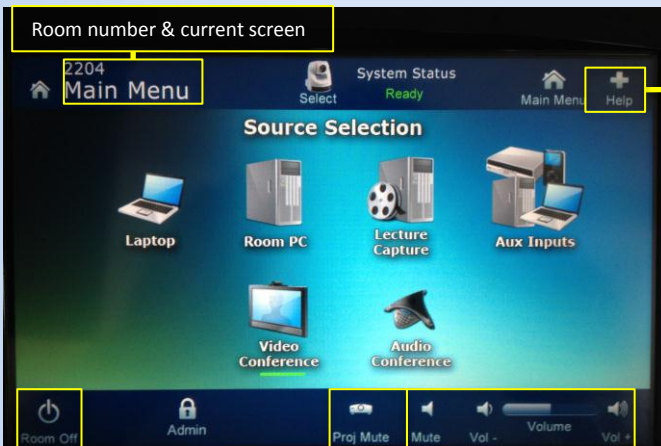 Room number & current screen
2204
Main Menu
Select
System Status
Ready
Main Menu
Help
Source Selection
Laptop
Room PC
Lecture
Capture
Aux Inputs
Video
Conference
Audio
Conference
Room Off
Admin
Proj Mute
Mute
Vol -
Volume
Vol +